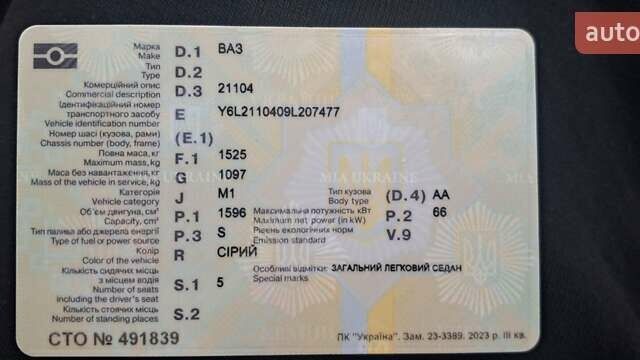 auto
Марка
Make D.1 ВАЗ
Тип
Type D.2
Комерційний опис
Commercial description D.3 21104
Ідентифікаційний номер
транспортного засобу
Vehicle identification number E Y6L2110409L207477
Номер шасі (кузова, рами)
Chassis number (body, frame) (E.1)
Повна маса, кг
Maximum mass, kg F.1 1525
Маса без навантаження, кг
Mass of the vehicle in service, kg G 1097
MIA UKRAINE MIA UKRAINE
Категорія
Vehicle category J M1 Тип кузова
Body type (D.4) АА
Об'єм двигуна, см³
Capacity, cm³ P.1 1596 Максимальна потужність кВт
Maximum net power (in kW) P.2 66
Тип палива або джерела енергії
Type of fuel or power source P.3 S Рівень екологічних норм
Emission standard V.9
Колір
Color of the vehicle R СІРИЙ
Кількість сидячих місць
з місцем водія
Number of seats
including the driver's seat S.1 5 Особливі відмітки: ЗАГАЛЬНИЙ ЛЕГКОВИЙ СЕДАН
Special marks
Кількість стоячих місць
Number of standing places S.2
СТО № 491839 ПК "Україна". Зам. 23-3389. 2023 р. III кв.